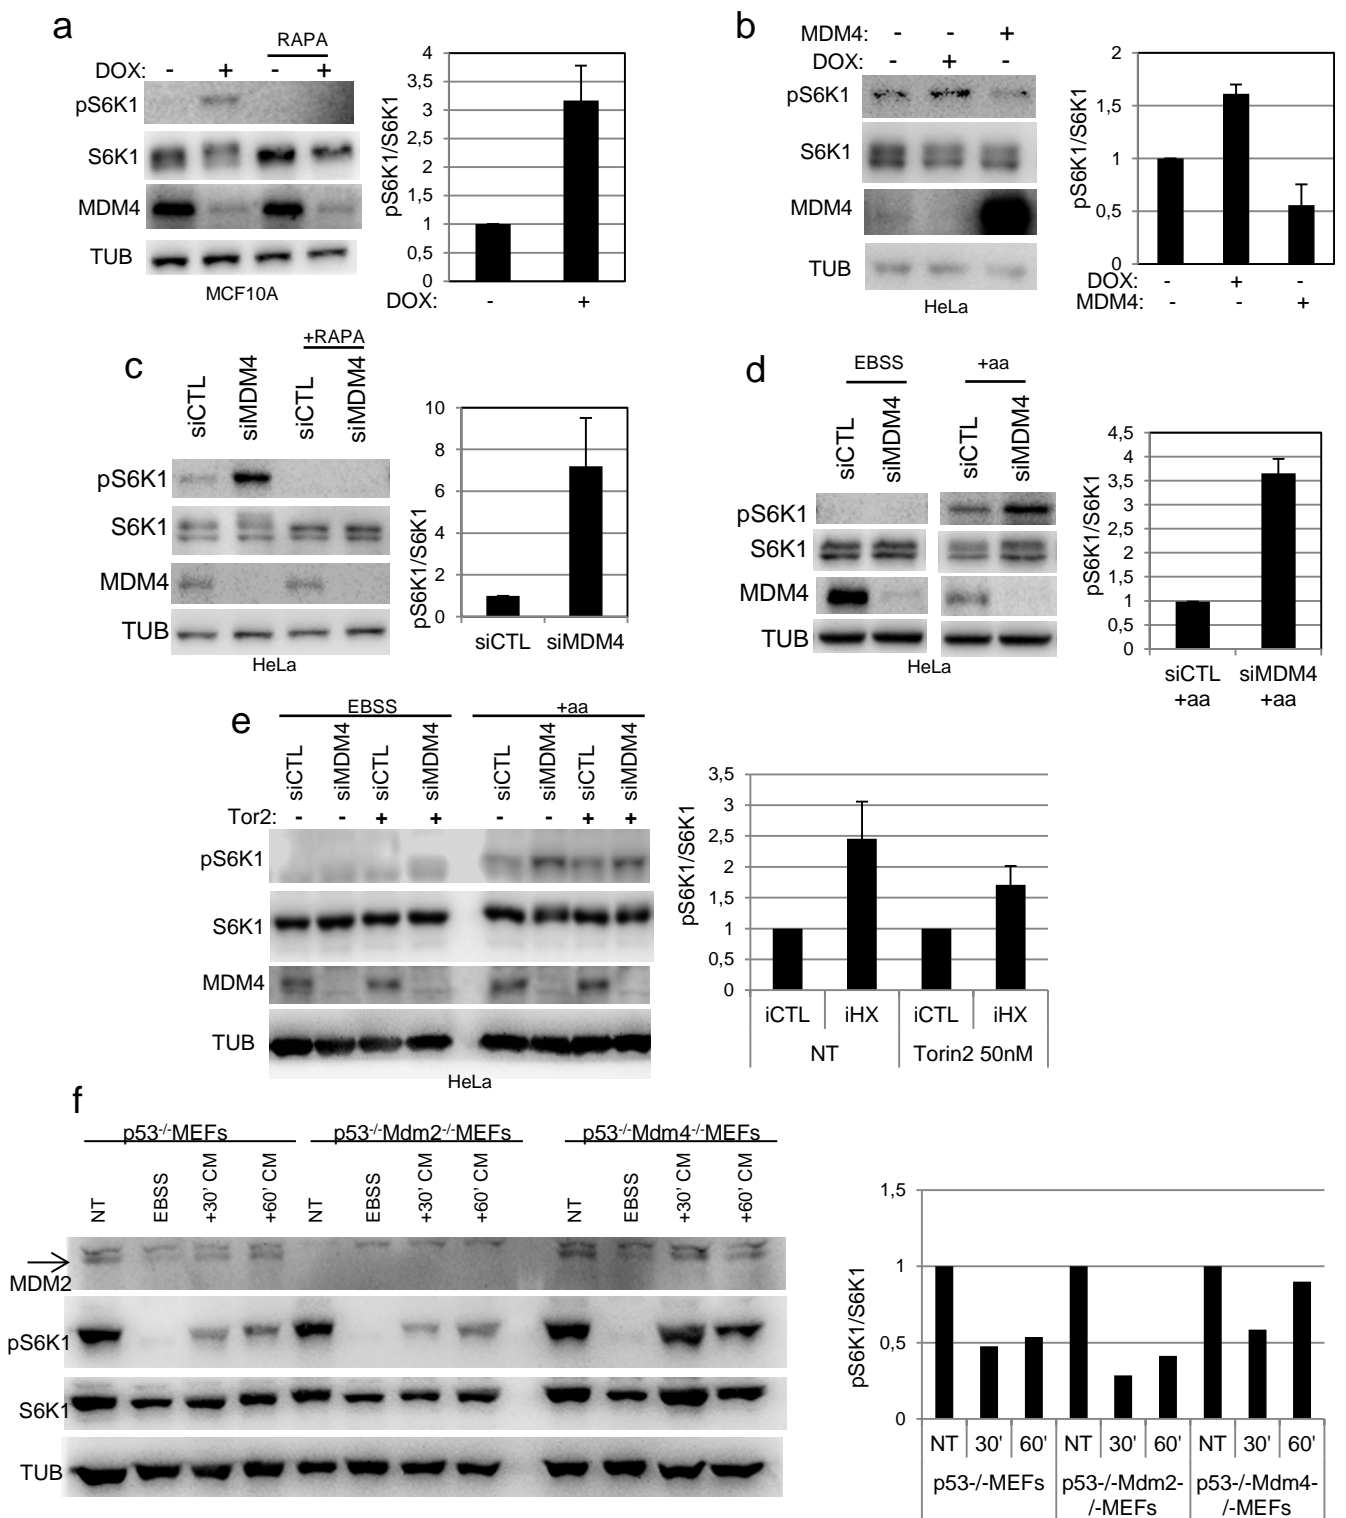 a
RAPA
DOX: - + - +
pS6K1
S6K1
MDM4
TUB
MCF10A
pS6K1/S6K1
4
3,5
3
2,5
2
1,5
1
0,5
0
DOX: - +
b
MDM4: - - +
DOX: - + -
pS6K1
S6K1
MDM4
TUB
HeLa
pS6K1/S6K1
2
1,5
1
0,5
0
DOX: - + -
MDM4: - - +
c
+RAPA
siCTL siMDM4 siCTL siMDM4
pS6K1
S6K1
MDM4
TUB
HeLa
pS6K1/S6K1
10
8
6
4
2
0
siCTL siMDM4
d
EBSS +aa
siCTL siMDM4 siCTL siMDM4
pS6K1
S6K1
MDM4
TUB
HeLa
pS6K1/S6K1
4,5
4
3,5
3
2,5
2
1,5
1
0,5
0
siCTL siMDM4
+aa +aa
e
EBSS +aa
siCTL siMDM4 siCTL siMDM4 siCTL siMDM4 siCTL siMDM4
Tor2: - - + + - - + +
pS6K1
S6K1
MDM4
TUB
HeLa
pS6K1/S6K1
3,5
3
2,5
2
1,5
1
0,5
0
iCTL iHX iCTL iHX
NT Torin2 50nM
f
p53-/-MEFs p53-/-Mdm2-/-MEFs p53-/-Mdm4-/-MEFs
NT EBSS +30' CM +60' CM NT EBSS +30' CM +60' CM NT EBSS +30' CM +60' CM
MDM2
pS6K1
S6K1
TUB
pS6K1/S6K1
1,5
1
0,5
0
NT 30' 60' NT 30' 60' NT 30' 60'
p53-/-MEFs p53-/-Mdm2- p53-/-Mdm4-
/-MEFs /-MEFs